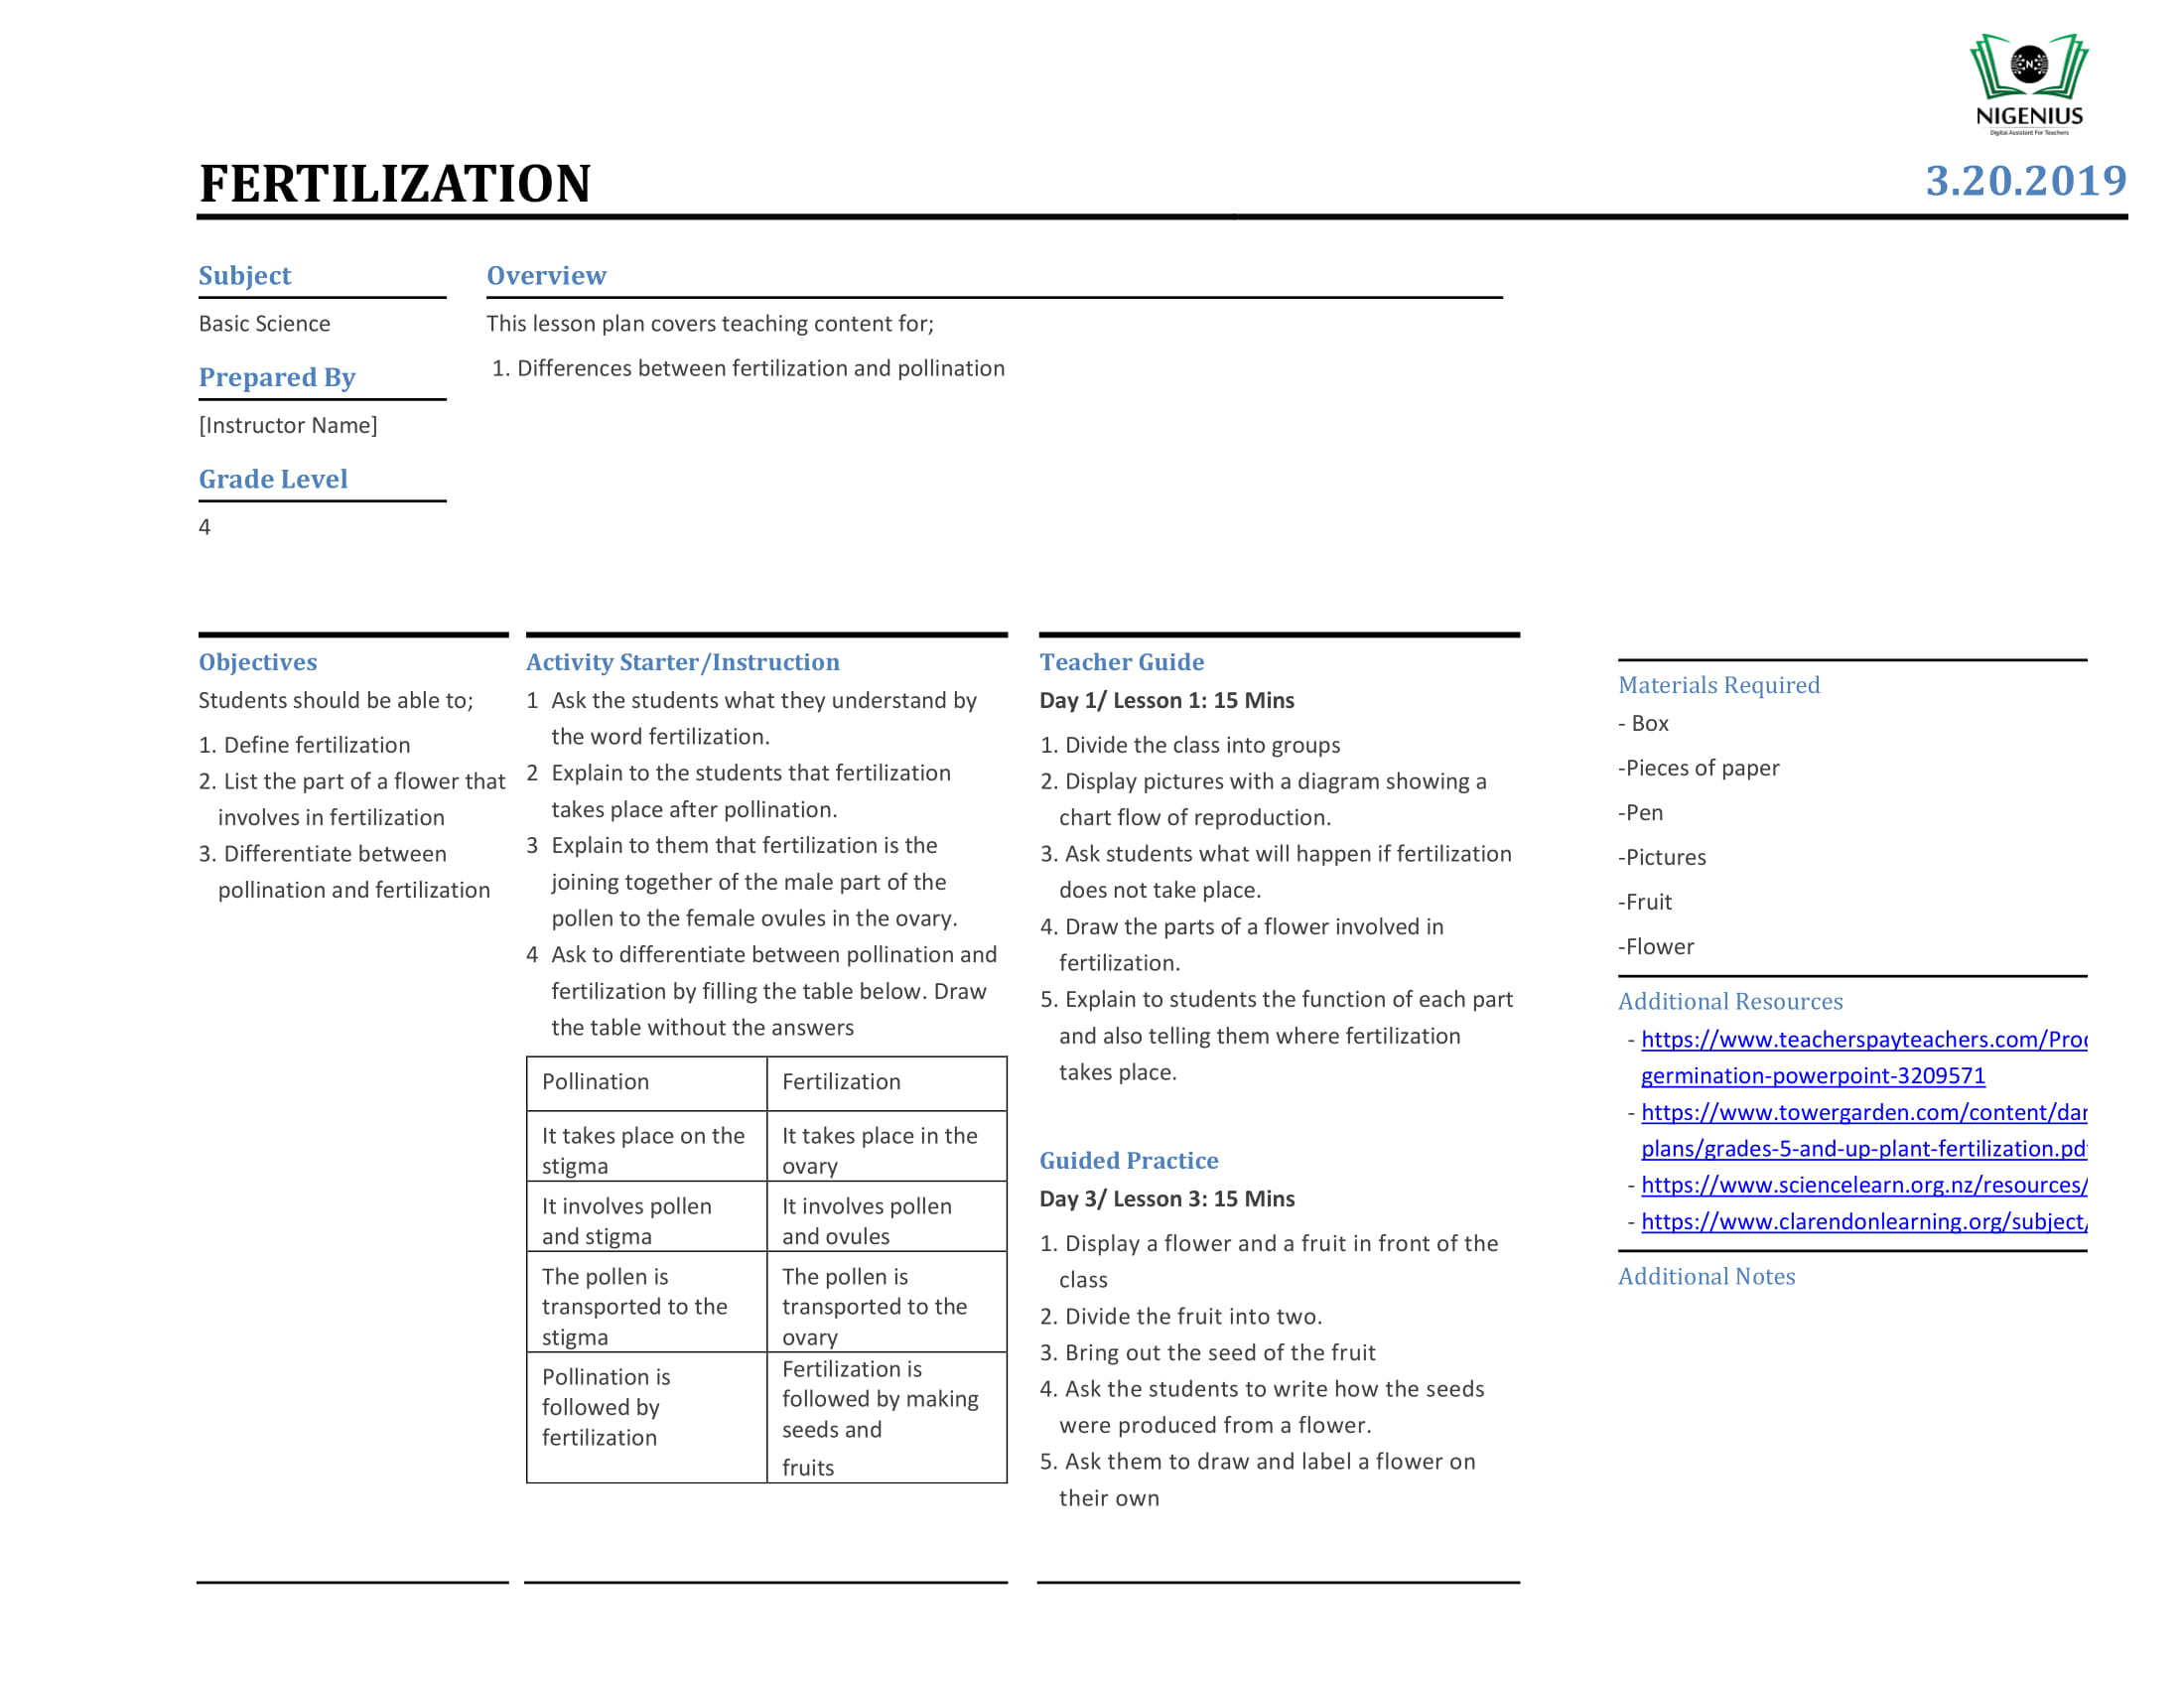 NIGENIUS
Digital Assistant For Teachers
FERTILIZATION
3.20.2019
Subject
Basic Science
Prepared By
[Instructor Name]
Grade Level
4
Overview
This lesson plan covers teaching content for;
1. Differences between fertilization and pollination
Objectives
Students should be able to;
1. Define fertilization
2. List the part of a flower that
involves in fertilization
3. Differentiate between
pollination and fertilization
Activity Starter/Instruction
1 Ask the students what they understand by
the word fertilization.
2 Explain to the students that fertilization
takes place after pollination.
3 Explain to them that fertilization is the
joining together of the male part of the
pollen to the female ovules in the ovary.
4 Ask to differentiate between pollination and
fertilization by filling the table below. Draw
the table without the answers
Pollination
Fertilization
It takes place on the
stigma
It takes place in the
ovary
It involves pollen
and stigma
It involves pollen
and ovules
The pollen is
transported to the
stigma
The pollen is
transported to the
ovary
Pollination is
followed by
fertilization
Fertilization is
followed by making
seeds and
fruits
Teacher Guide
Day 1/ Lesson 1: 15 Mins
1. Divide the class into groups
2. Display pictures with a diagram showing a
chart flow of reproduction.
3. Ask students what will happen if fertilization
does not take place.
4. Draw the parts of a flower involved in
fertilization.
5. Explain to students the function of each part
and also telling them where fertilization
takes place.
Guided Practice
Day 3/ Lesson 3: 15 Mins
1. Display a flower and a fruit in front of the
class
2. Divide the fruit into two.
3. Bring out the seed of the fruit
4. Ask the students to write how the seeds
were produced from a flower.
5. Ask them to draw and label a flower on
their own
Materials Required
- Box
-Pieces of paper
-Pen
-Pictures
-Fruit
-Flower
Additional Resources
- https://www.teacherspayteachers.com/Proc
germination-powerpoint-3209571
- https://www.towergarden.com/content/dar
plans/grades-5-and-up-plant-fertilization.pd
- https://www.sciencelearn.org.nz/resources/
- https://www.clarendonlearning.org/subject/
Additional Notes